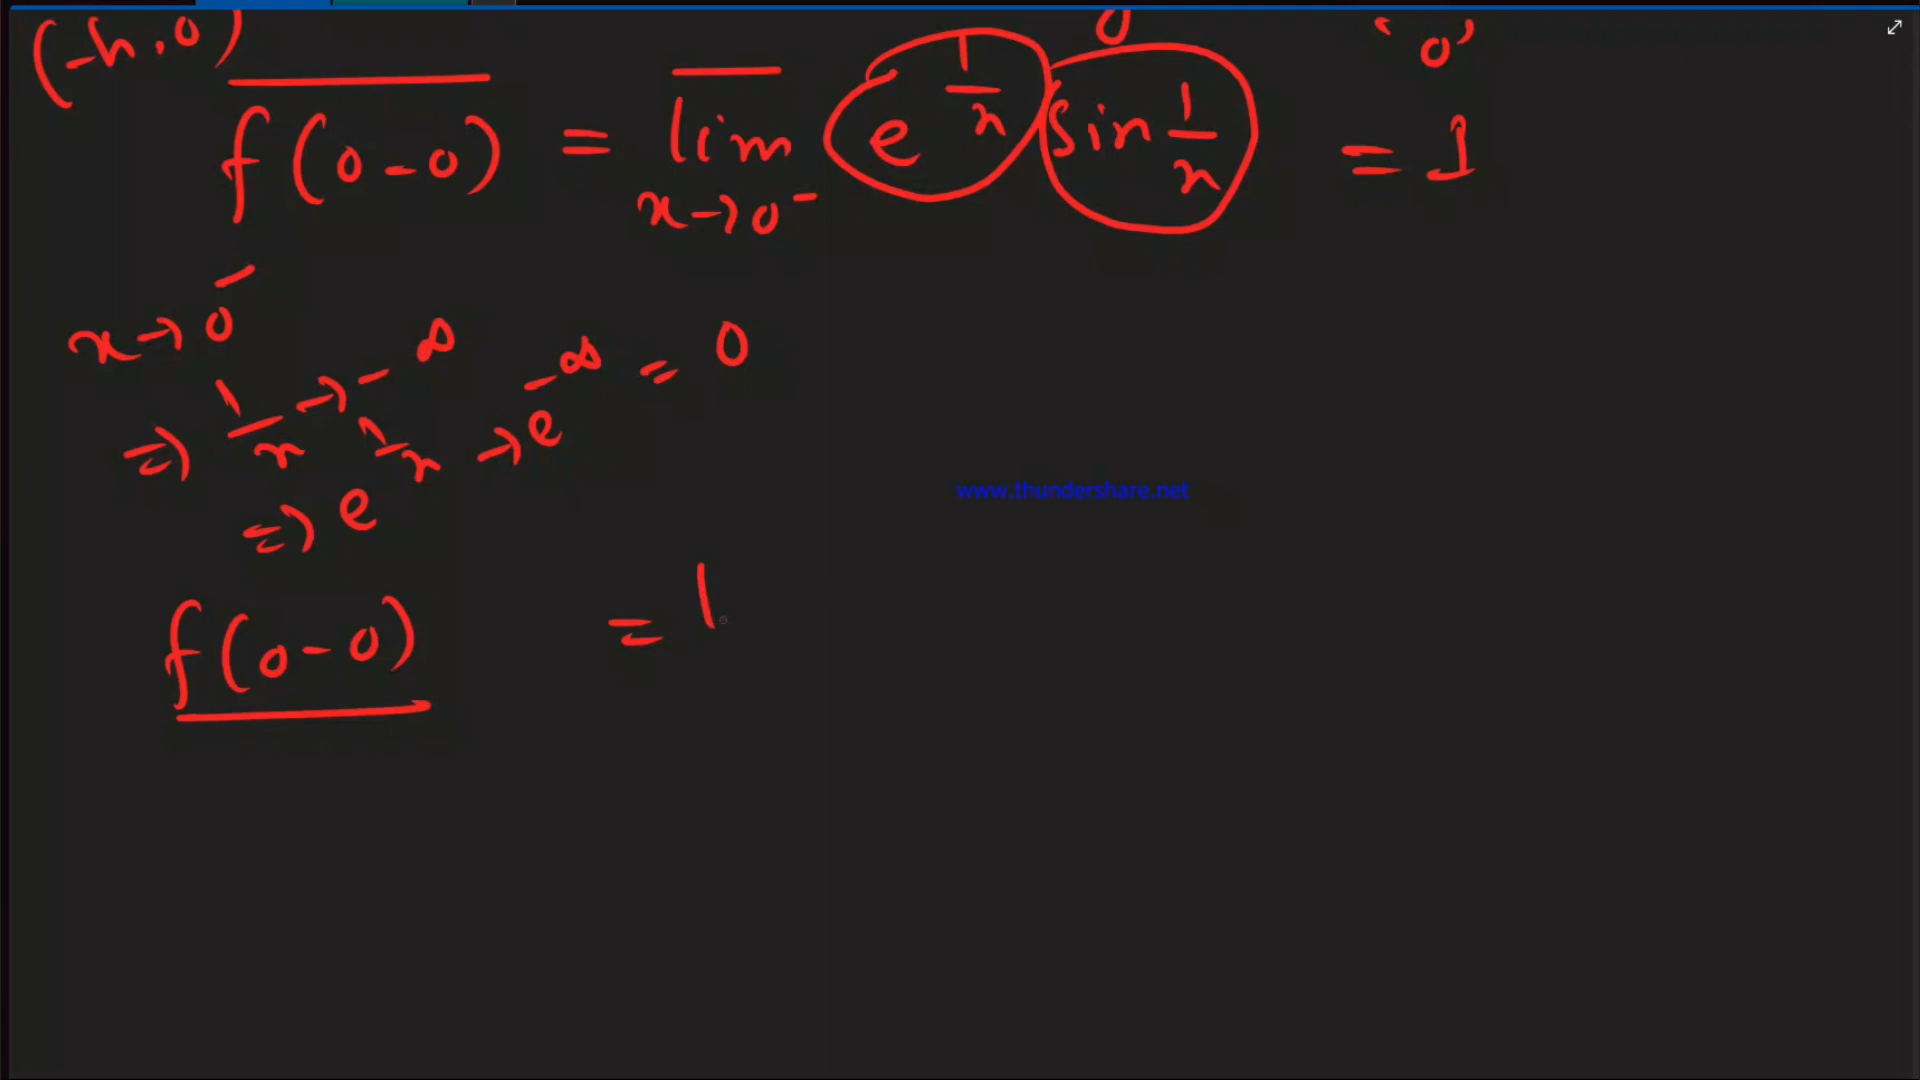 (-h, 0) 0 '0'
f(0-0) = lim x→0⁻ e^(1/x) sin 1/x = 1
x→0⁻
⇒ 1/x → -∞
⇒ e^(1/x) → e^(-∞) = 0
www.thundershare.net
f(0-0) = l